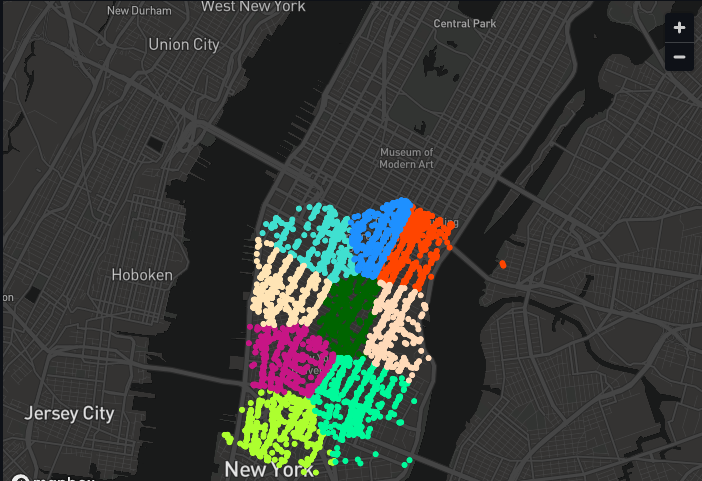 West New York
New Durham
Central Park
Union City
+
−
Museum of
Modern Art
Hoboken
on
Jersey City
New York
mapbox